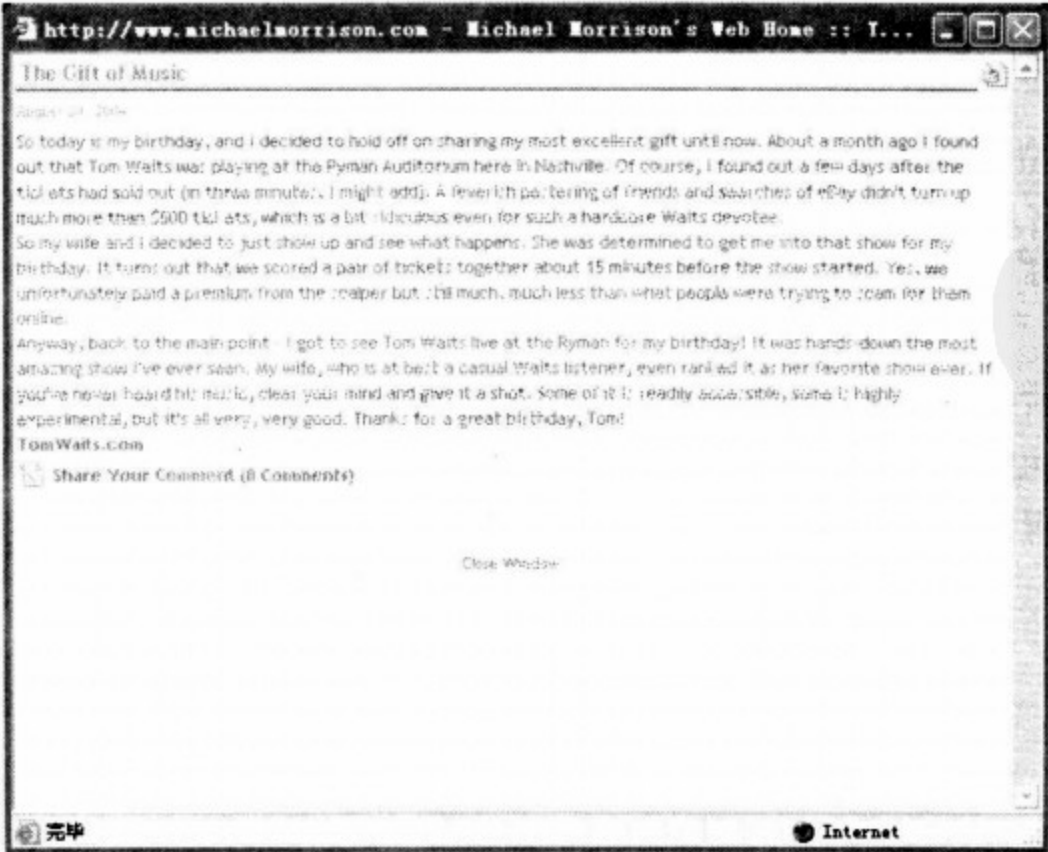 http://www.michaelmorrison.com - Michael Morrison's Web Home :: I...
The Gift of Music
2006
So today is my birthday, and I decided to hold off on sharing my most excellent gift until now. About a month ago I found
out that Tom Waits was playing at the Ryman Auditorium here in Nashville. Of course, I found out a few days after the
tickets had sold out (in three minutes, I might add). A feverish pestering of friends and searches of eBay didn't turn up
much more than $500 tickets, which is a bit ridiculous even for such a hardcore Waits devotee.
So my wife and I decided to just show up and see what happens. She was determined to get me into that show for my
birthday. It turns out that we scored a pair of tickets together about 15 minutes before the show started. Yes, we
unfortunately paid a premium from the scalper but still much, much less than what people were trying to scam for them
online.
Anyway, back to the main point - I got to see Tom Waits live at the Ryman for my birthday! It was hands-down the most
amazing show I've ever seen. My wife, who is at best a casual Waits listener, even ranked it as her favorite show ever. If
you've never heard his music, clear your mind and give it a shot. Some of it is readily accessible, some is highly
experimental, but it's all very, very good. Thanks for a great birthday, Tom!
TomWaits.com
Share Your Comment (0 Comments)
Close Window
完毕
Internet